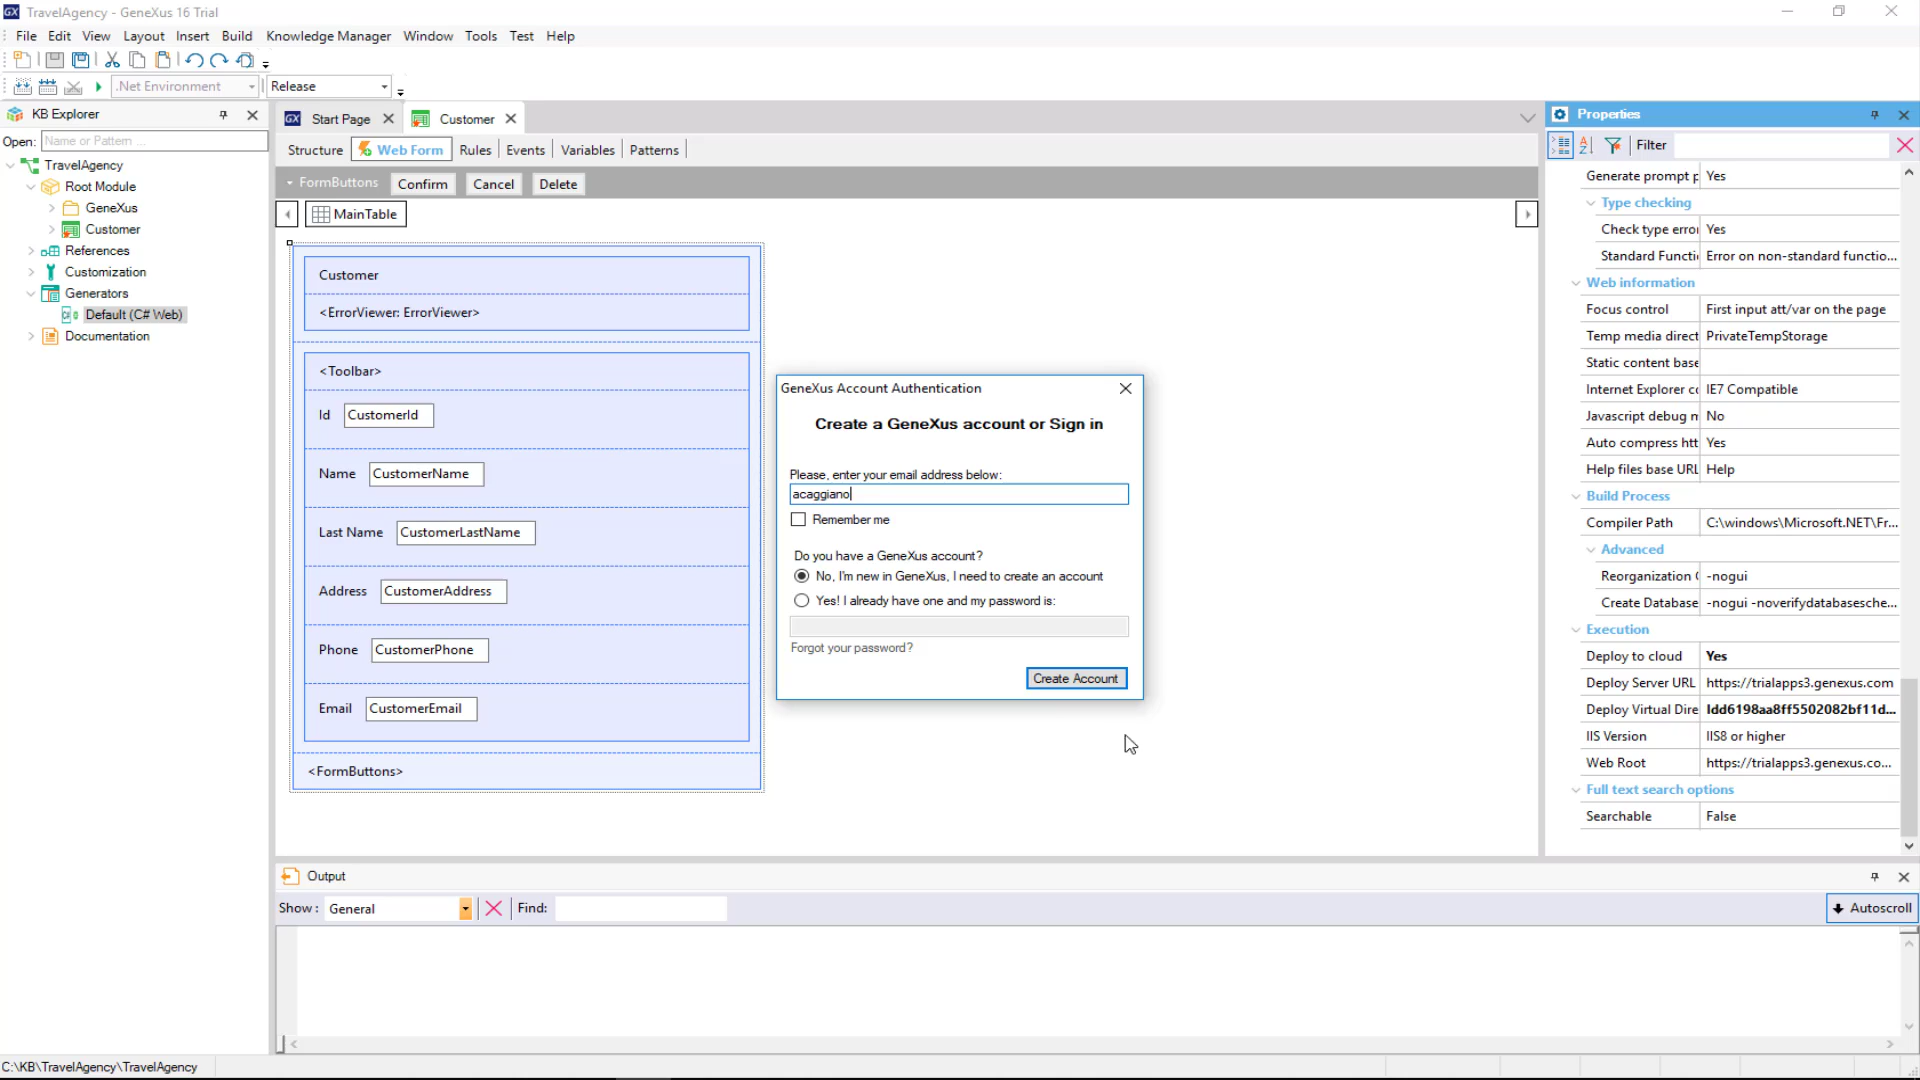 TravelAgency - GeneXus 16 Trial
File Edit View Layout Insert Build Knowledge Manager Window Tools Test Help
.Net Environment Release
KB Explorer
Open: Name or Pattern ...
TravelAgency
Root Module
GeneXus
Customer
References
Customization
Generators
Default (C# Web)
Documentation
Start Page Customer
Structure Web Form Rules Events Variables Patterns
FormButtons Confirm Cancel Delete
MainTable
Customer
<ErrorViewer: ErrorViewer>
<Toolbar>
Id CustomerId
Name CustomerName
Last Name CustomerLastName
Address CustomerAddress
Phone CustomerPhone
Email CustomerEmail
<FormButtons>
GeneXus Account Authentication
Create a GeneXus account or Sign in
Please, enter your email address below:
acaggiano
Remember me
Do you have a GeneXus account?
No, I'm new in GeneXus, I need to create an account
Yes! I already have one and my password is:
Forgot your password?
Create Account
Properties
Filter
Generate prompt p Yes
Type checking
Check type error Yes
Standard Functi Error on non-standard functio...
Web information
Focus control First input att/var on the page
Temp media direct PrivateTempStorage
Static content base
Internet Explorer co IE7 Compatible
Javascript debug m No
Auto compress htt Yes
Help files base URL Help
Build Process
Compiler Path C:\windows\Microsoft.NET\Fr...
Advanced
Reorganization -nogui
Create Database -nogui -noverifydatabasesche...
Execution
Deploy to cloud Yes
Deploy Server URL https://trialapps3.genexus.com
Deploy Virtual Dire Idd6198aa8ff5502082bf11d...
IIS Version IIS8 or higher
Web Root https://trialapps3.genexus.co...
Full text search options
Searchable False
Output
Show: General Find: Autoscroll
C:\KB\TravelAgency\TravelAgency